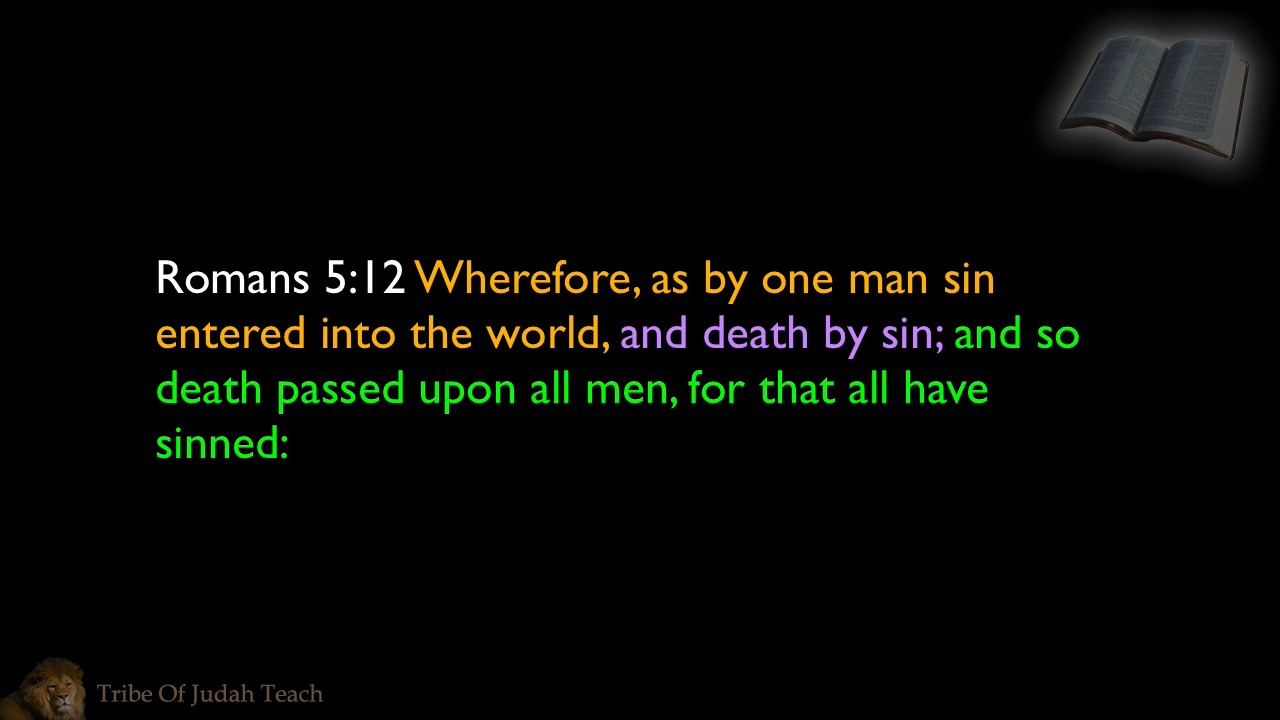 Romans 5:12 Wherefore, as by one man sin
entered into the world, and death by sin; and so
death passed upon all men, for that all have
sinned:
Tribe Of Judah Teach